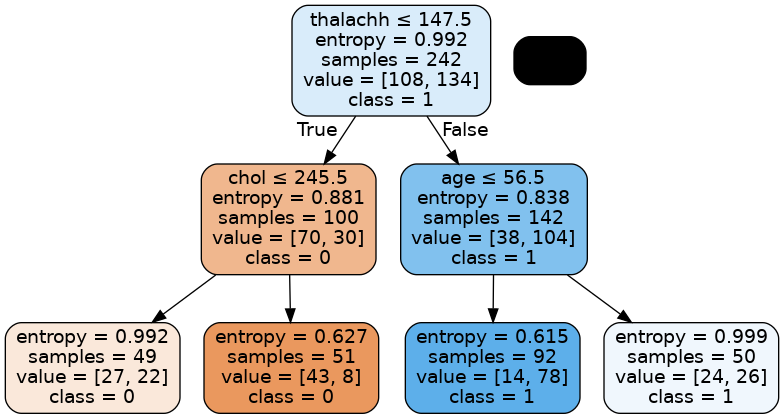 thalachh ≤ 147.5
entropy = 0.992
samples = 242
value = [108, 134]
class = 1
True
False
chol ≤ 245.5
entropy = 0.881
samples = 100
value = [70, 30]
class = 0
age ≤ 56.5
entropy = 0.838
samples = 142
value = [38, 104]
class = 1
entropy = 0.992
samples = 49
value = [27, 22]
class = 0
entropy = 0.627
samples = 51
value = [43, 8]
class = 0
entropy = 0.615
samples = 92
value = [14, 78]
class = 1
entropy = 0.999
samples = 50
value = [24, 26]
class = 1